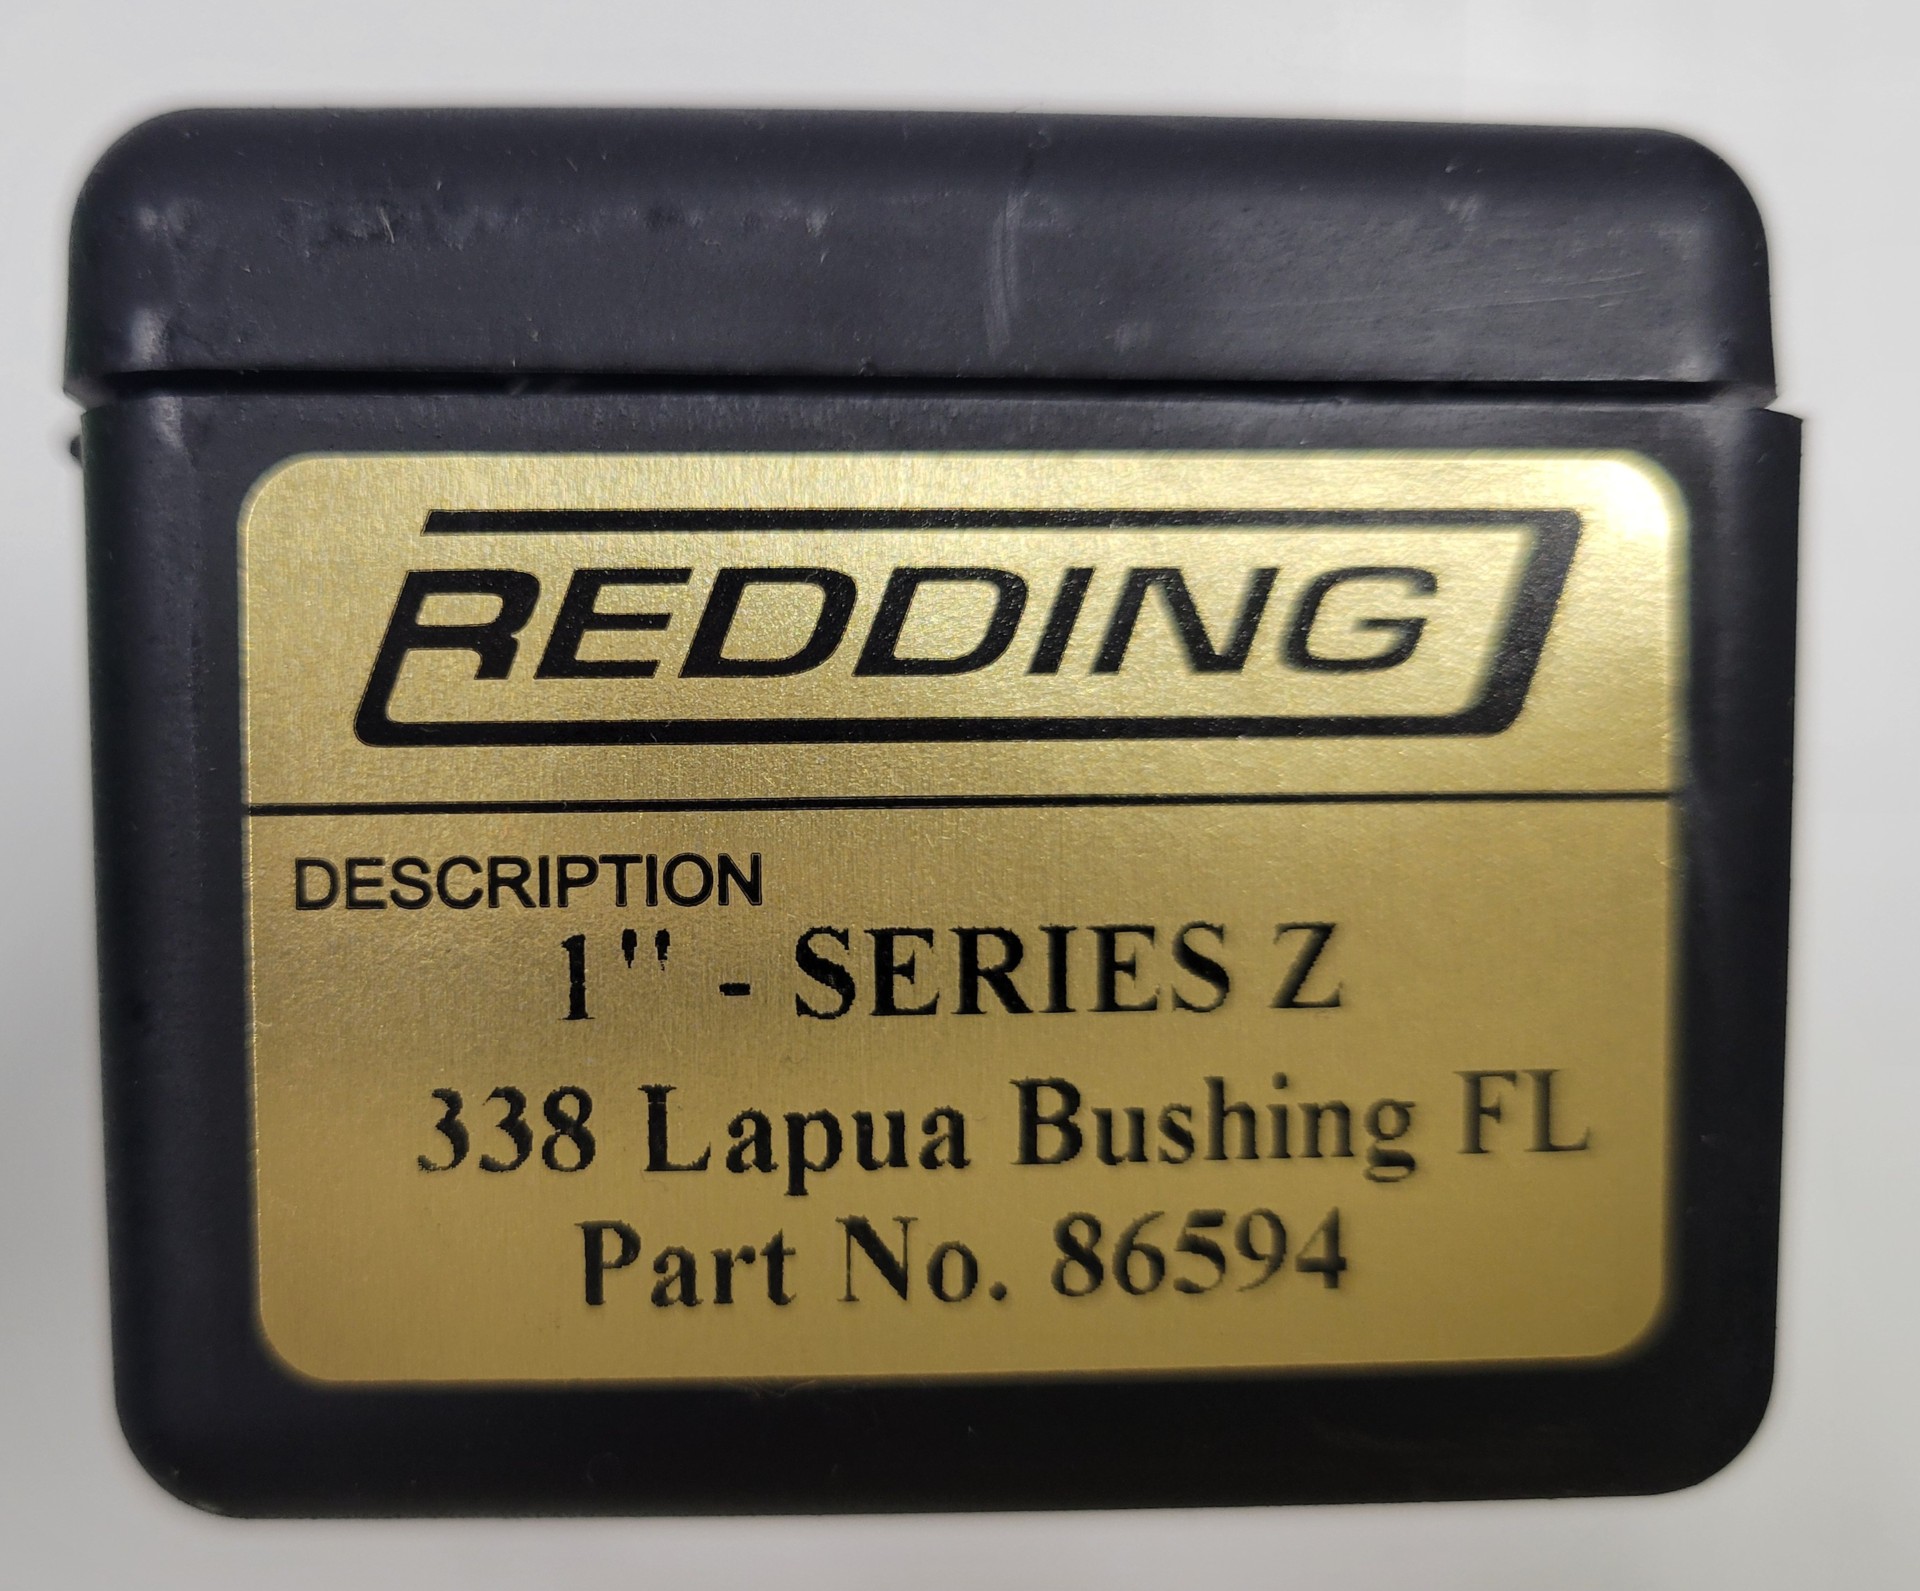 REDDING
DESCRIPTION
1" - SERIES Z
338 Lapua Bushing FL
Part No. 86594